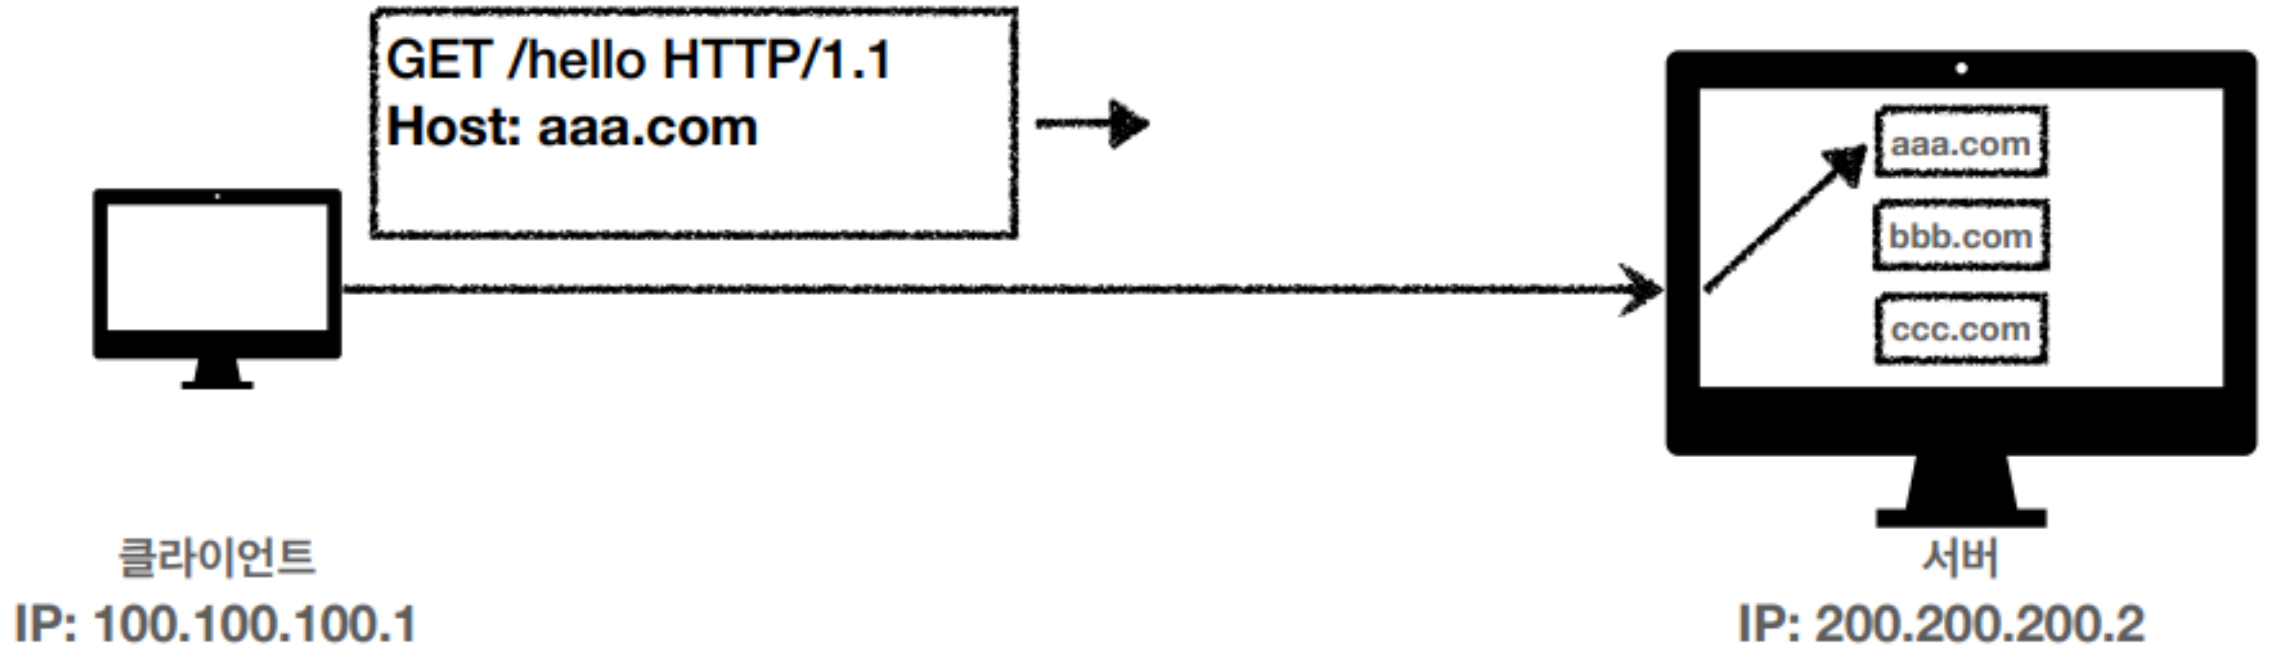 GET /hello HTTP/1.1
Host: aaa.com
aaa.com
bbb.com
ccc.com
클라이언트
IP: 100.100.100.1
서버
IP: 200.200.200.2